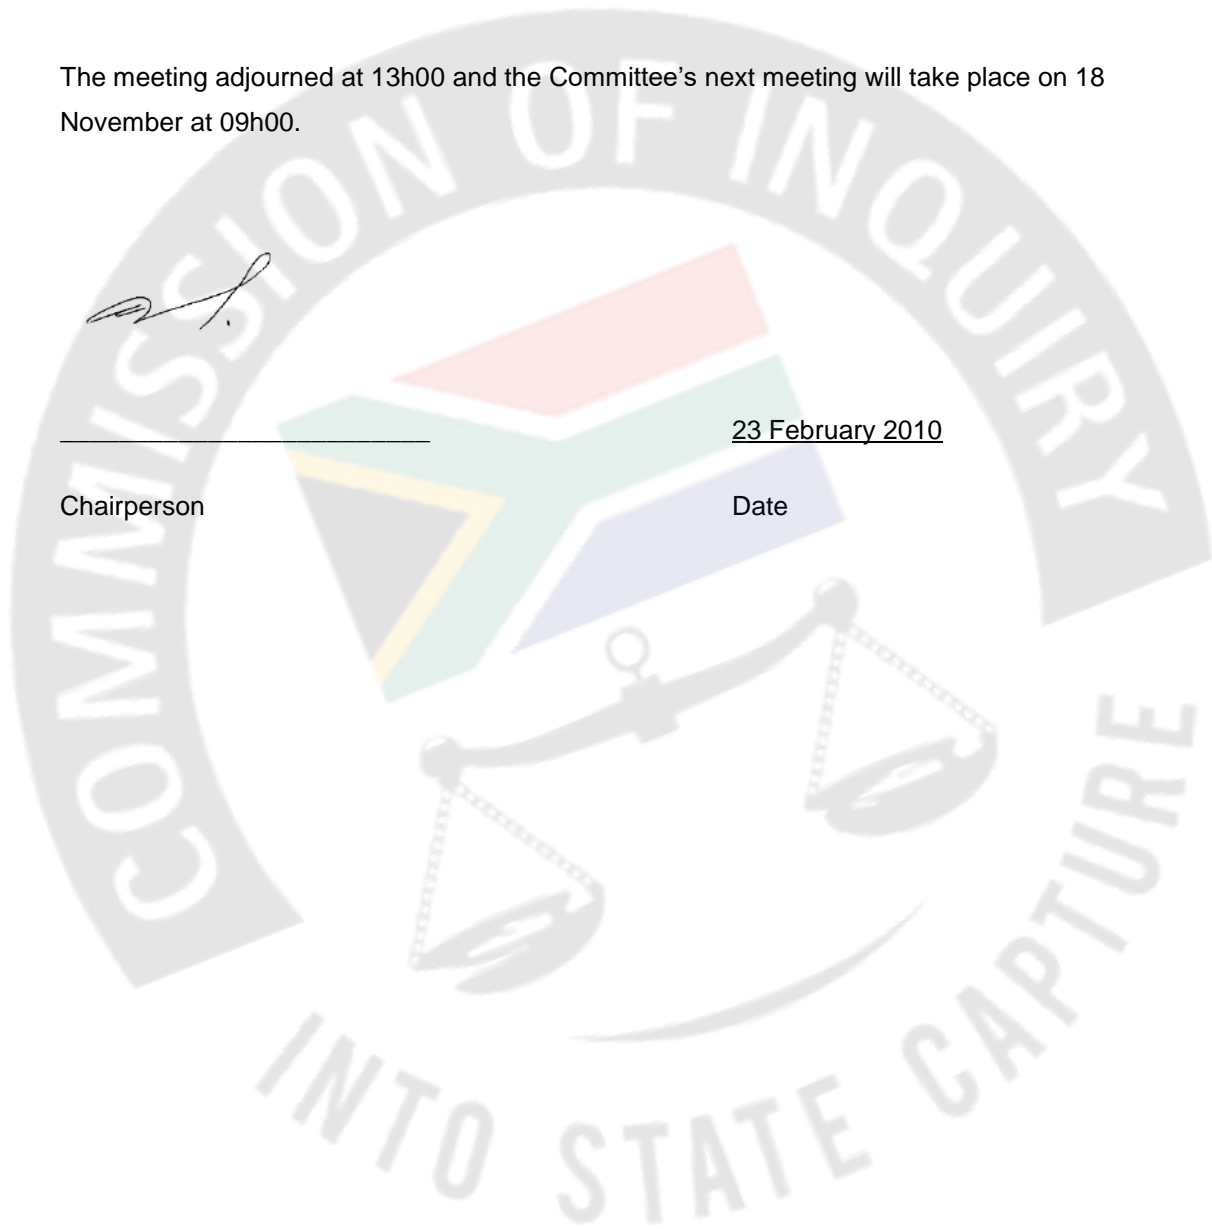 The meeting adjourned at 13h00 and the Committee’s next meeting will take place on 18
November at 09h00.
23 February 2010
Chairperson
Date
COMMISSION OF INQUIRY
INTO STATE CAPTURE